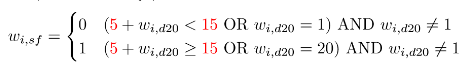 w_{i,sf} = { 0 (5 + w_{i,d20} < 15 OR w_{i,d20} = 1) AND w_{i,d20} ≠ 1
1 (5 + w_{i,d20} ≥ 15 OR w_{i,d20} = 20) AND w_{i,d20} ≠ 1